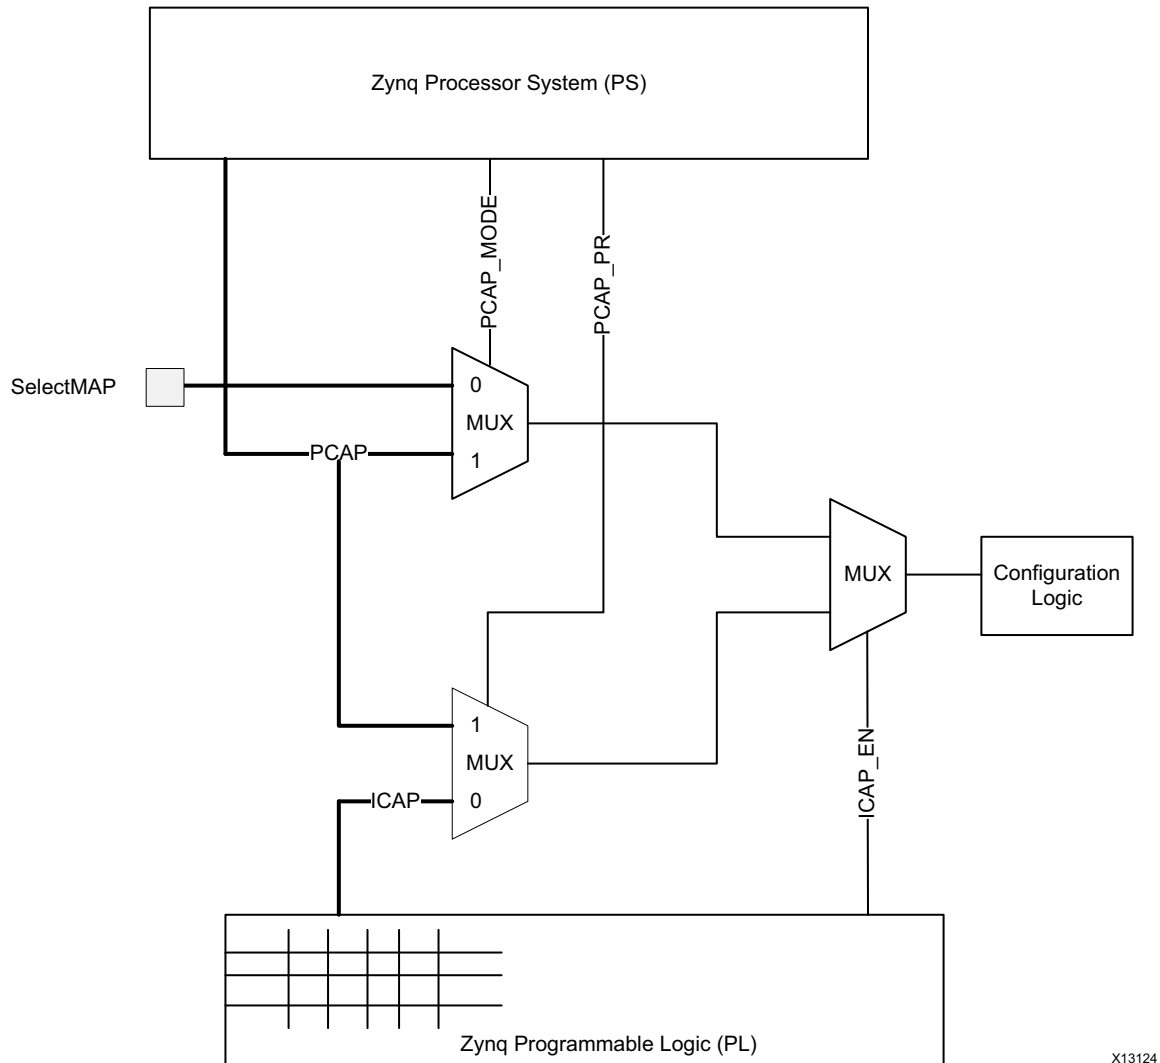 Zynq Processor System (PS)
PCAP_MODE
PCAP_PR
SelectMAP
0
MUX
1
PCAP
MUX
Configuration
Logic
1
MUX
0
ICAP
ICAP_EN
Zynq Programmable Logic (PL)
X13124